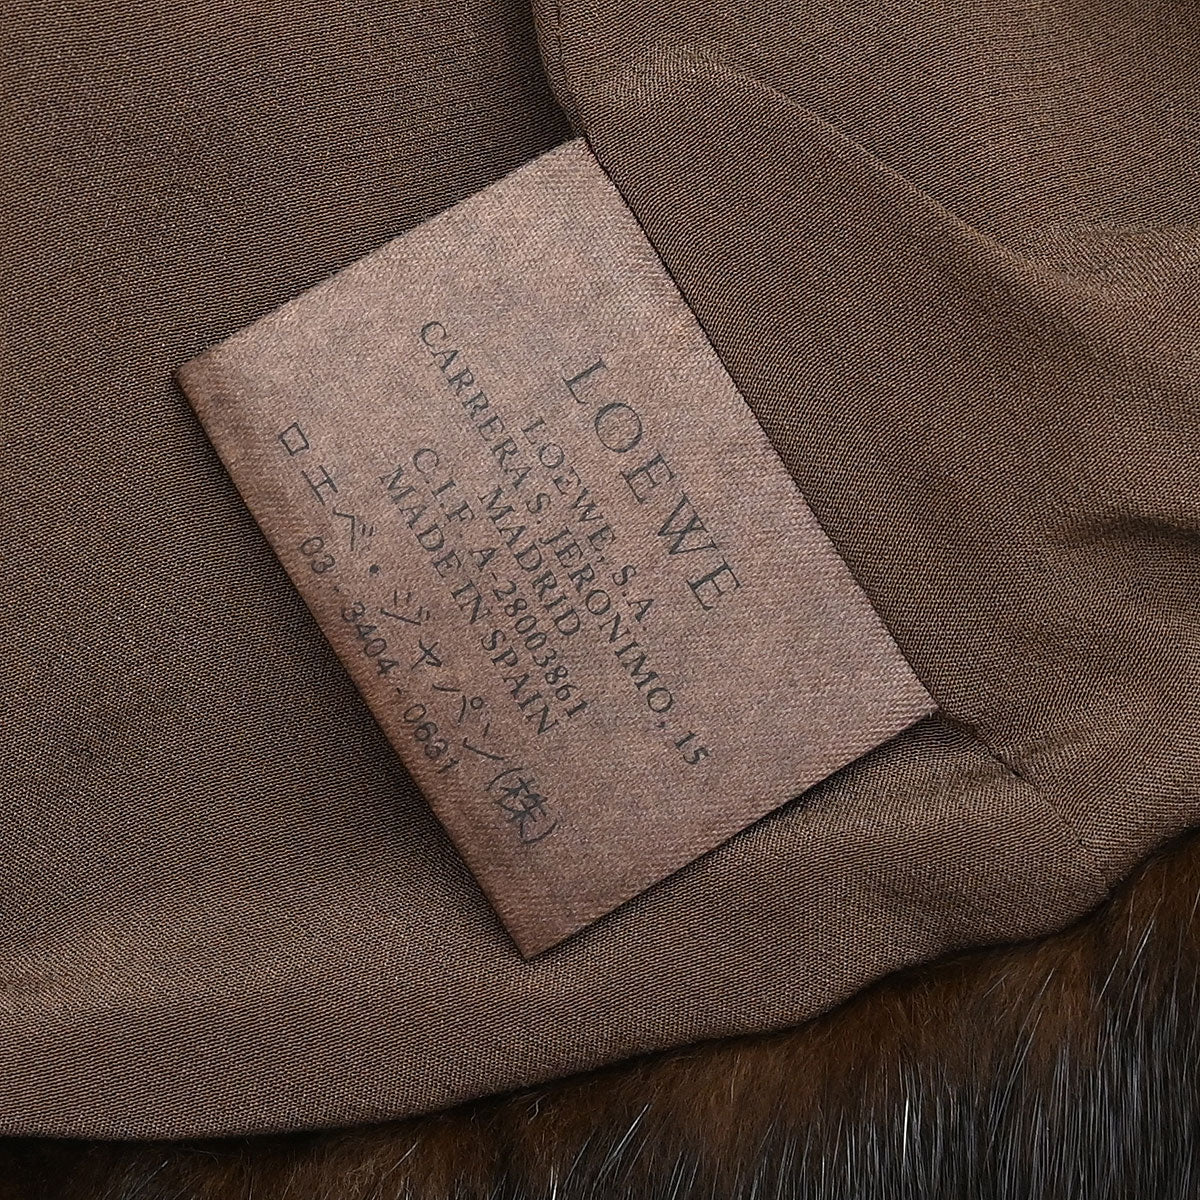 LOEWE
LOEWE, S.A
CARRERA S. JERONIMO, 15
MADRID
C.I.F A-28003861
MADE IN SPAIN
ロエベ・ジャパン(株)
03-3404-0631